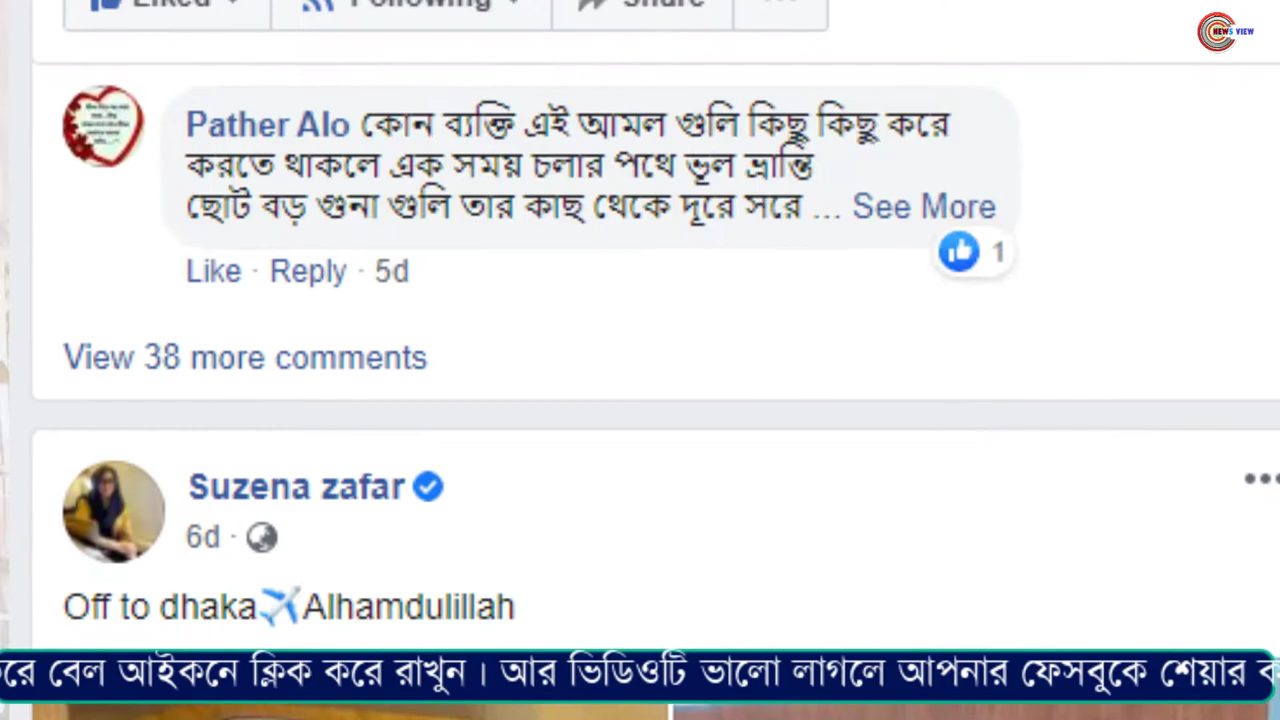 Liked
Following
Share
NEWS VIEW
Pather Alo কোন ব্যক্তি এই আমল গুলি কিছু কিছু করে
করতে থাকলে এক সময় চলার পথে ভূল ভ্রান্তি
ছোট বড় গুনা গুলি তার কাছ থেকে দূরে সরে ... See More
1
Like · Reply · 5d
View 38 more comments
Suzena zafar
6d ·
Off to dhaka✈️Alhamdulillah
বেল আইকনে ক্লিক করে রাখুন। আর ভিডিওটি ভালো লাগলে আপনার ফেসবুকে শেয়ার